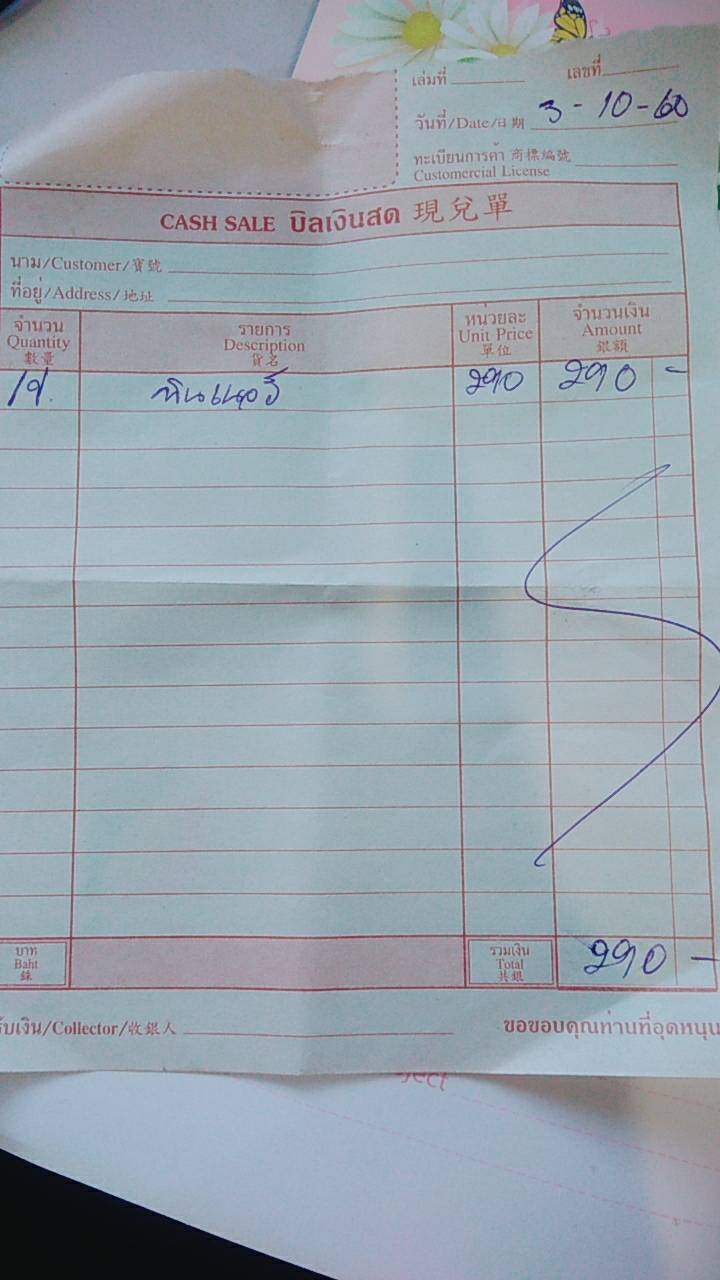 เล่มที่ เลขที่
วันที่/Date/日期 3-10-60
ทะเบียนการค้า 商標編號
Customercial License
CASH SALE บิลเงินสด 現兌單
นาม/Customer/寶號
ที่อยู่/Address/地址
จำนวน รายการ หน่วยละ จำนวนเงิน
Quantity Description Unit Price Amount
數量 貨名 單位 銀額
ทินเนอร์ 290 290 -
บาท รวมเงิน
Baht Total 290 -
銖 共銀
รับเงิน/Collector/收銀人 ขอขอบคุณท่านที่อุดหนุน
ject